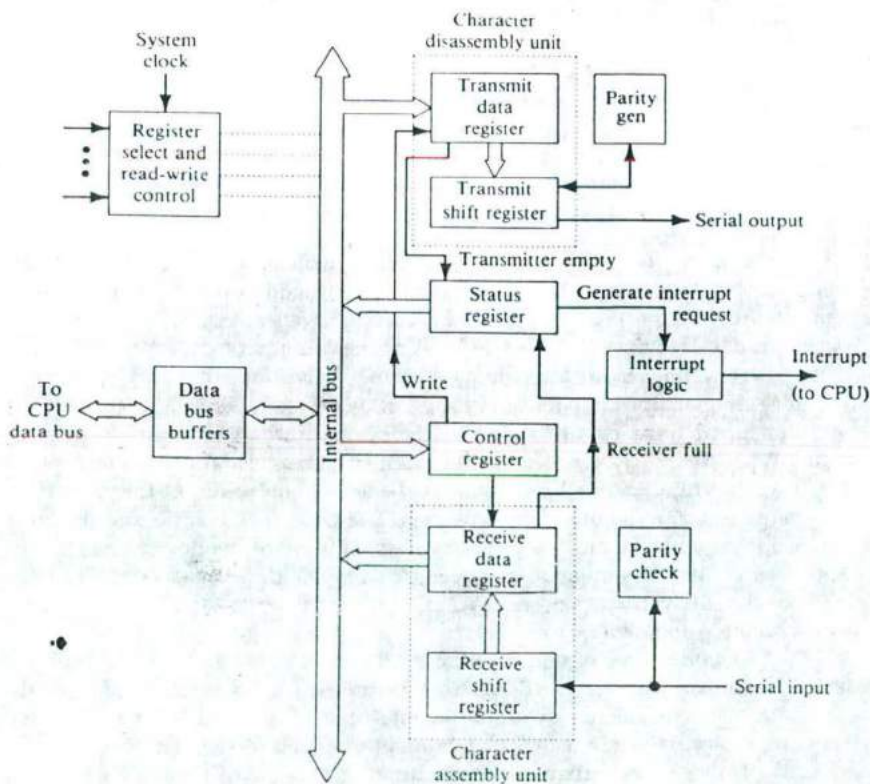 Character
disassembly unit
System
clock
Transmit
data
register
Parity
gen
Register
select and
read-write
control
Transmit
shift register
Serial output
Transmitter empty
Status
register
Generate interrupt
request
Interrupt
logic
Interrupt
(to CPU)
To
CPU
data bus
Data
bus
buffers
Internal bus
Write
Control
register
Receiver full
Receive
data
register
Parity
check
Receive
shift
register
Serial input
Character
assembly unit